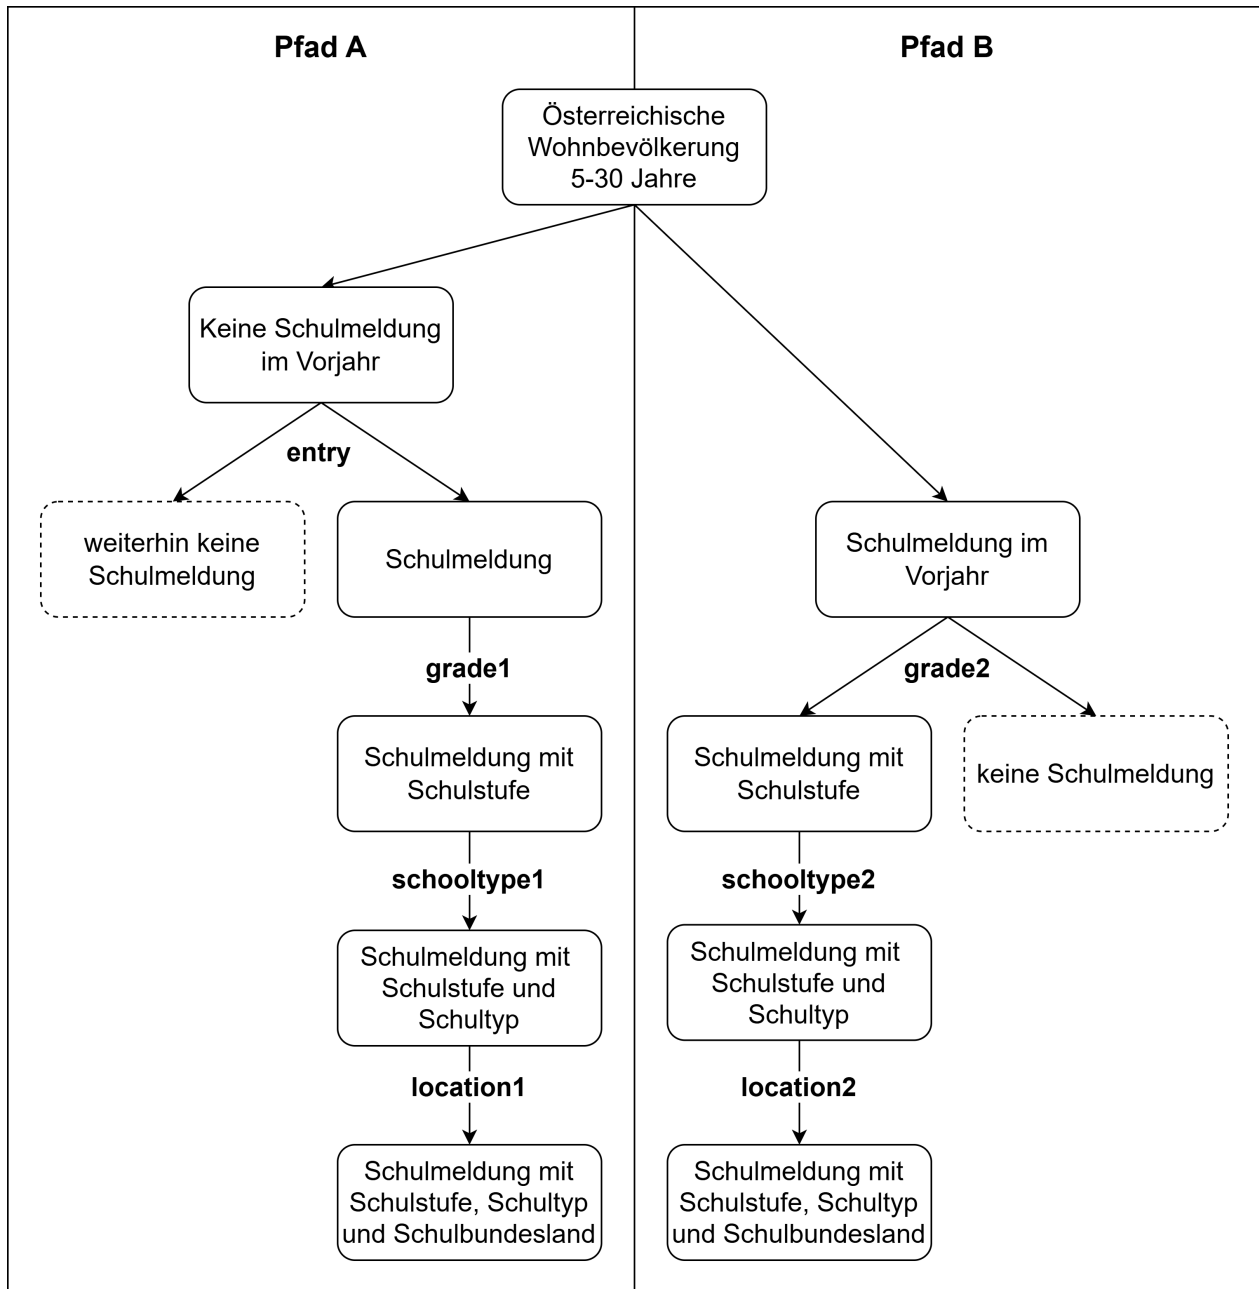 Pfad A
Pfad B
Österreichische
Wohnbevölkerung
5-30 Jahre
Keine Schulmeldung
im Vorjahr
entry
weiterhin keine
Schulmeldung
Schulmeldung
Schulmeldung im
Vorjahr
grade1
grade2
Schulmeldung mit
Schulstufe
Schulmeldung mit
Schulstufe
keine Schulmeldung
schooltype1
schooltype2
Schulmeldung mit
Schulstufe und
Schultyp
Schulmeldung mit
Schulstufe und
Schultyp
location1
location2
Schulmeldung mit
Schulstufe, Schultyp
und Schulbundesland
Schulmeldung mit
Schulstufe, Schultyp
und Schulbundesland